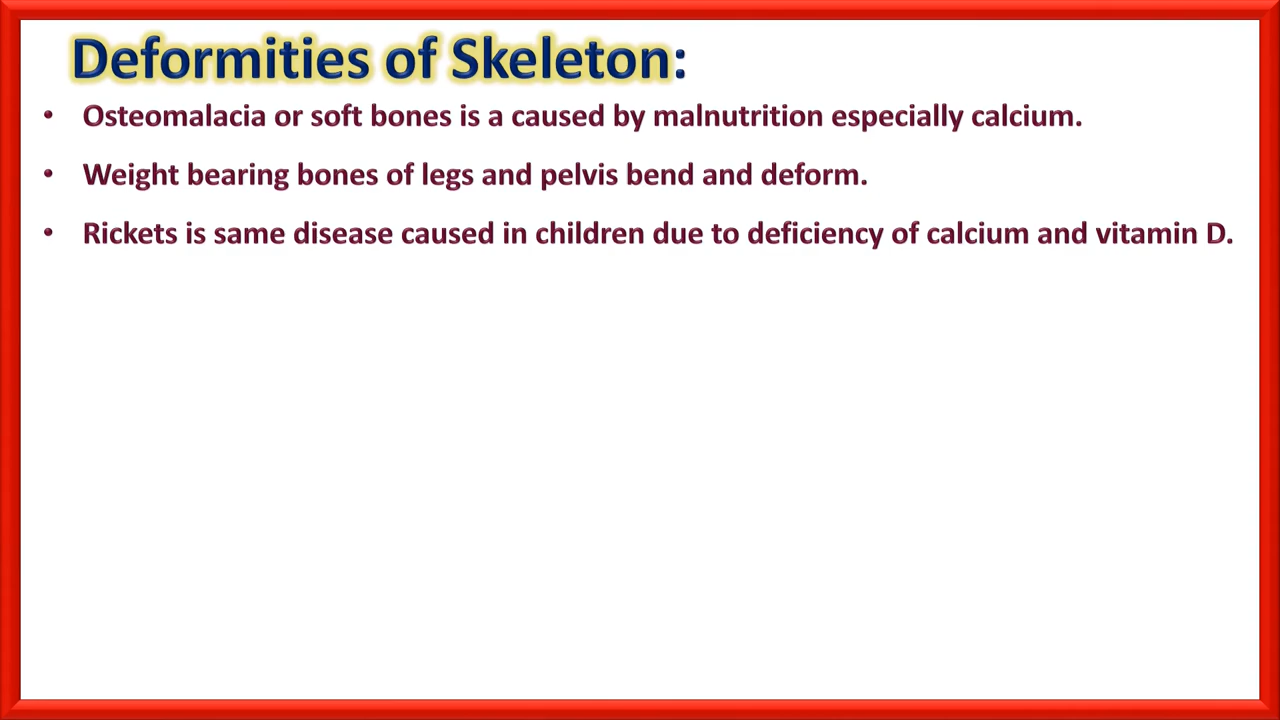 Deformities of Skeleton:
• Osteomalacia or soft bones is a caused by malnutrition especially calcium.
• Weight bearing bones of legs and pelvis bend and deform.
• Rickets is same disease caused in children due to deficiency of calcium and vitamin D.